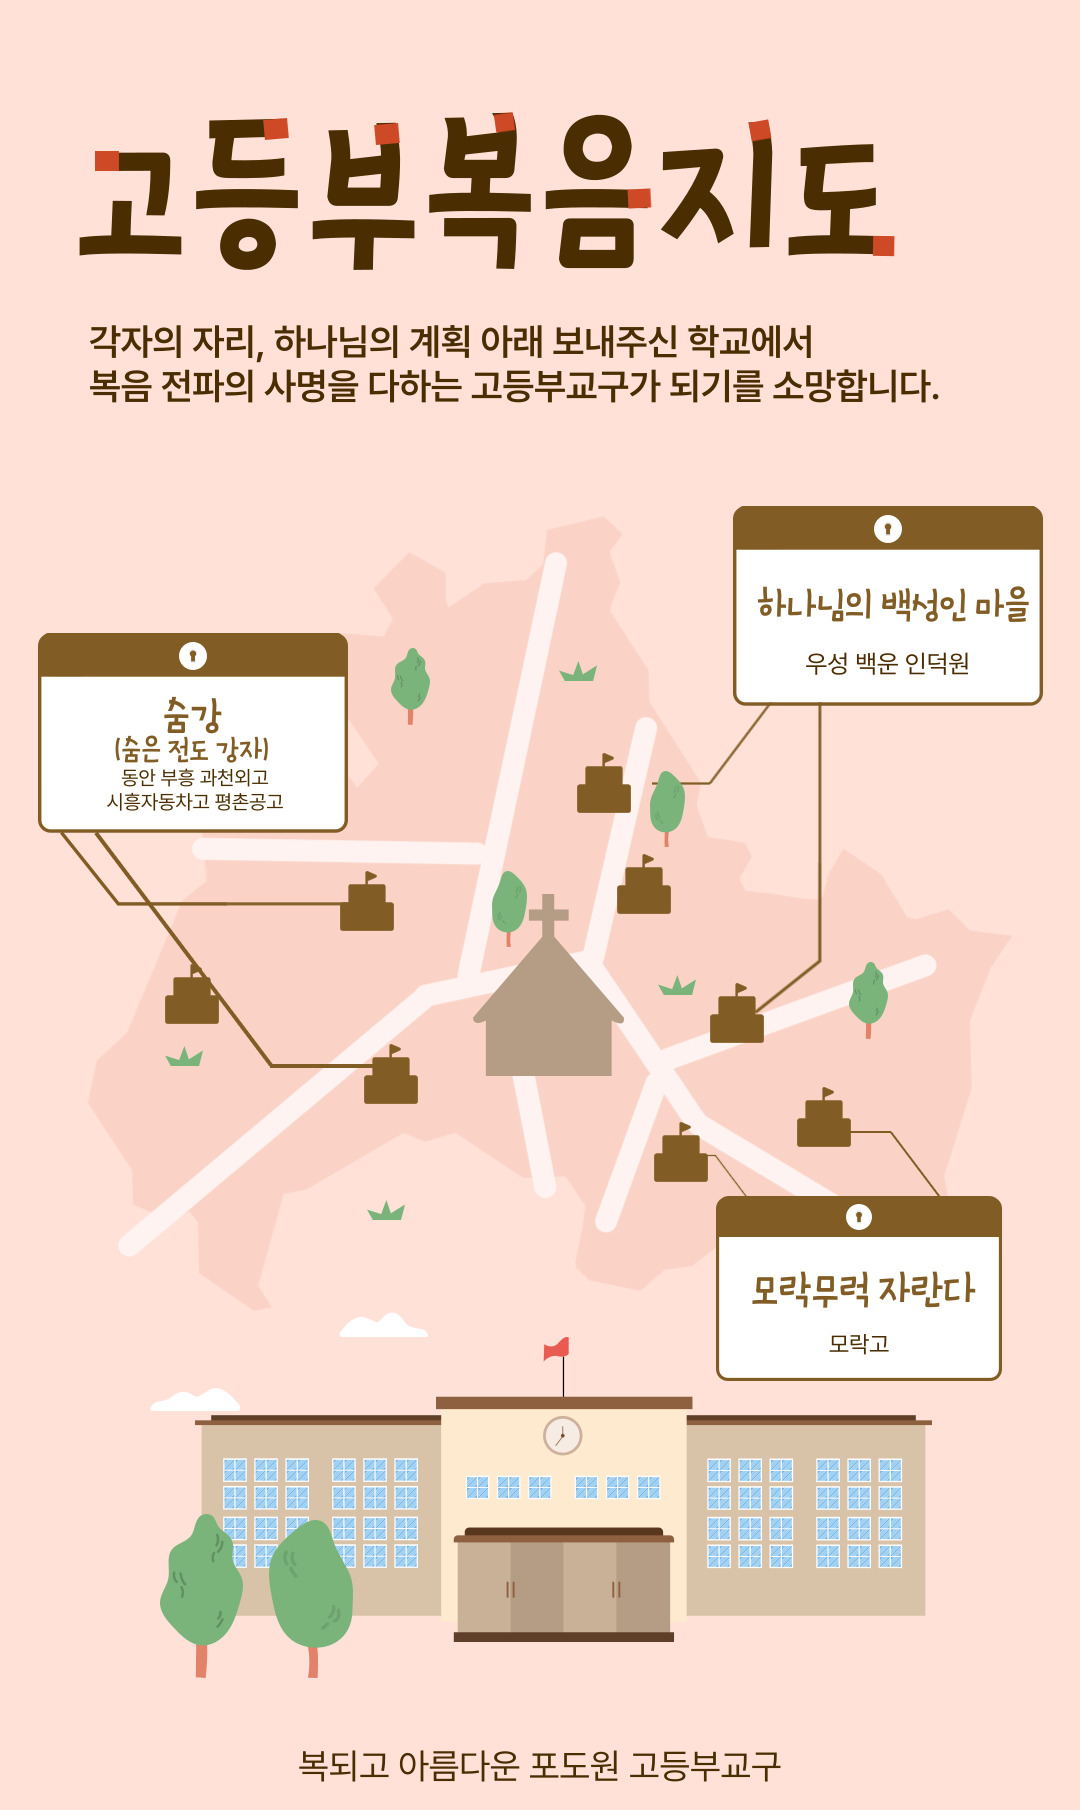 고등부복음지도
각자의 자리, 하나님의 계획 아래 보내주신 학교에서
복음 전파의 사명을 다하는 고등부교구가 되기를 소망합니다.
하나님의 백성인 마을
우성 백운 인덕원
숨강
(숨은 전도 강자)
동안 부흥 과천외고
시흥자동차고 평촌공고
모락무럭 자란다
모락고
복되고 아름다운 포도원 고등부교구